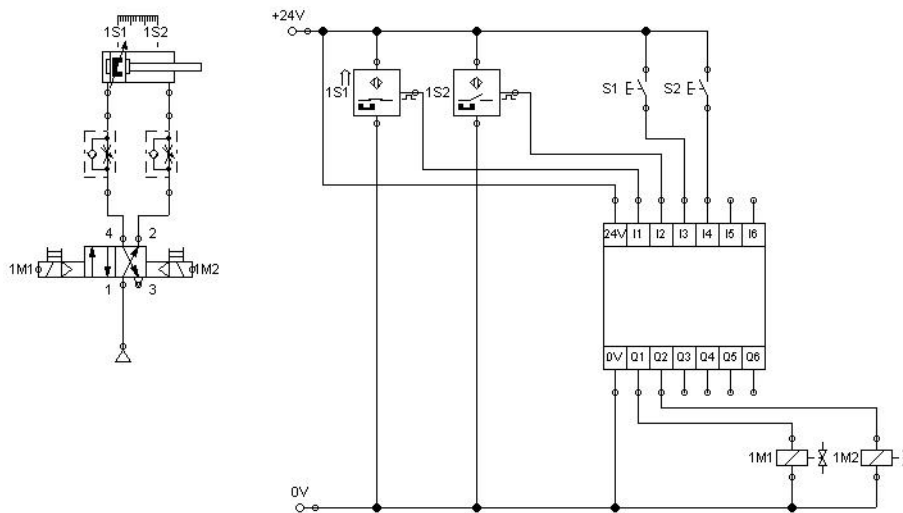 1S1 1S2
4 2
1M1 1M2
1 3
+24V
1S1 1S2 S1 S2
24V I1 I2 I3 I4 I5 I6
0V Q1 Q2 Q3 Q4 Q5 Q6
1M1 1M2
0V